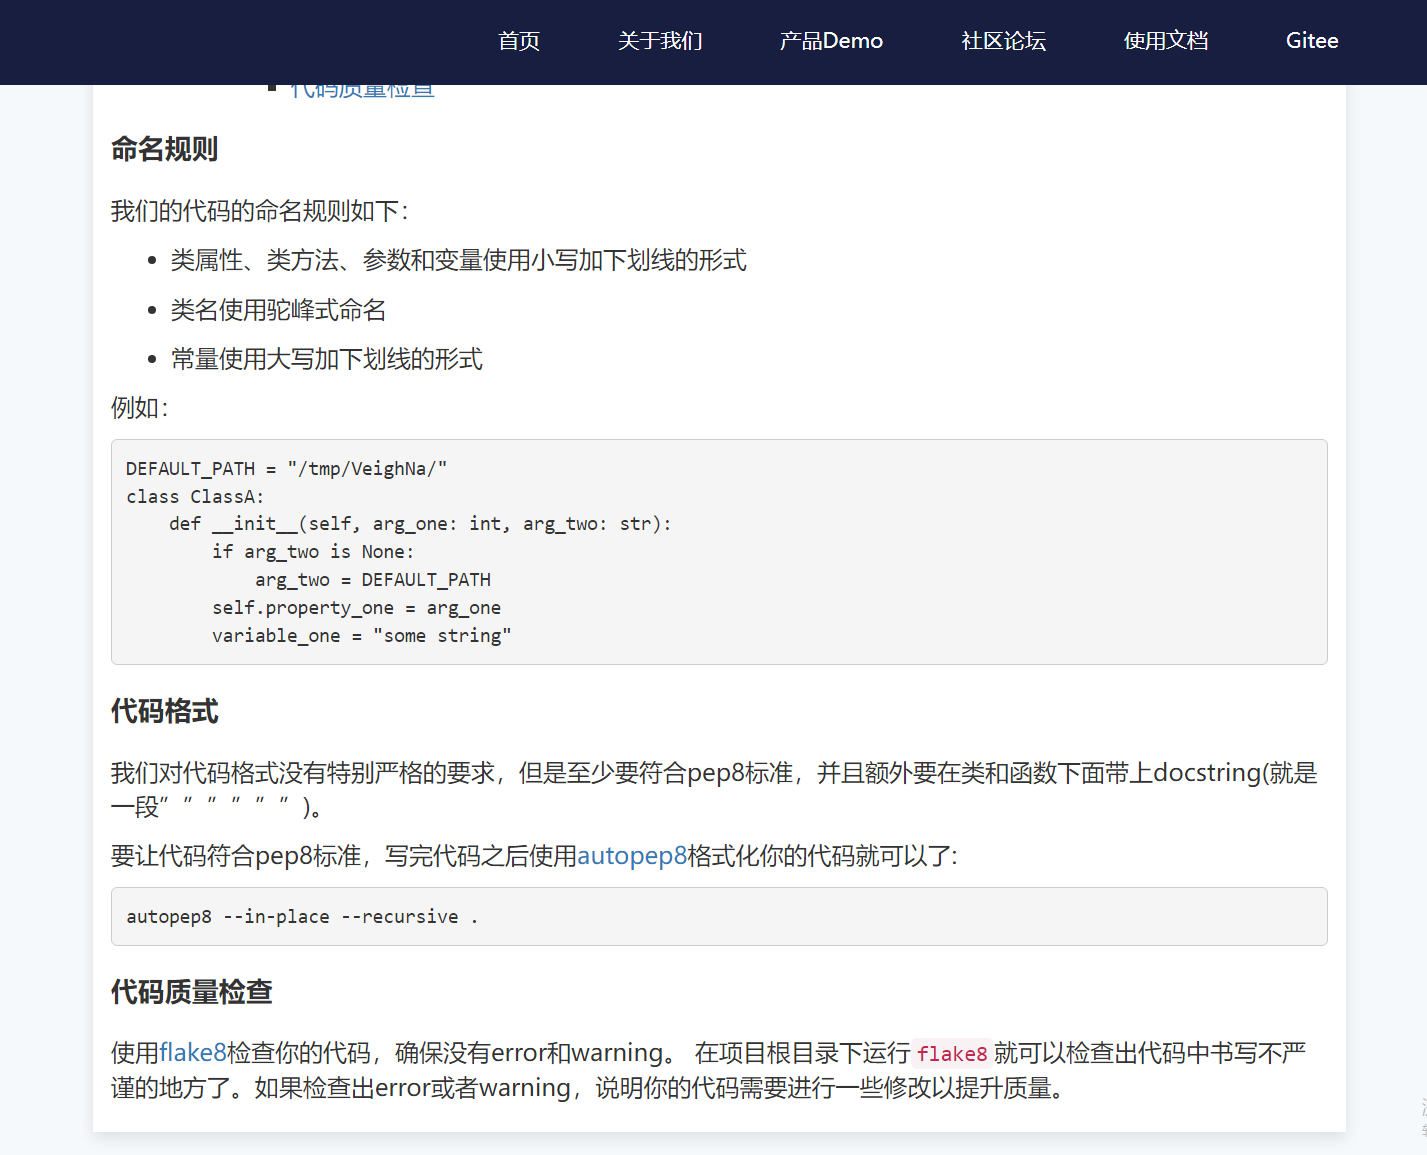 首页 关于我们 产品Demo 社区论坛 使用文档 Gitee
代码质量检查
命名规则
我们的代码的命名规则如下：
类属性、类方法、参数和变量使用小写加下划线的形式
类名使用驼峰式命名
常量使用大写加下划线的形式
例如：
DEFAULT_PATH = "/tmp/VeighNa/"
class ClassA:
    def __init__(self, arg_one: int, arg_two: str):
        if arg_two is None:
            arg_two = DEFAULT_PATH
        self.property_one = arg_one
        variable_one = "some string"
代码格式
我们对代码格式没有特别严格的要求，但是至少要符合pep8标准，并且额外要在类和函数下面带上docstring(就是
一段” ” ” ” ” ” )。
要让代码符合pep8标准，写完代码之后使用autopep8格式化你的代码就可以了:
autopep8 --in-place --recursive .
代码质量检查
使用flake8检查你的代码，确保没有error和warning。 在项目根目录下运行flake8就可以检查出代码中书写不严
谨的地方了。如果检查出error或者warning，说明你的代码需要进行一些修改以提升质量。